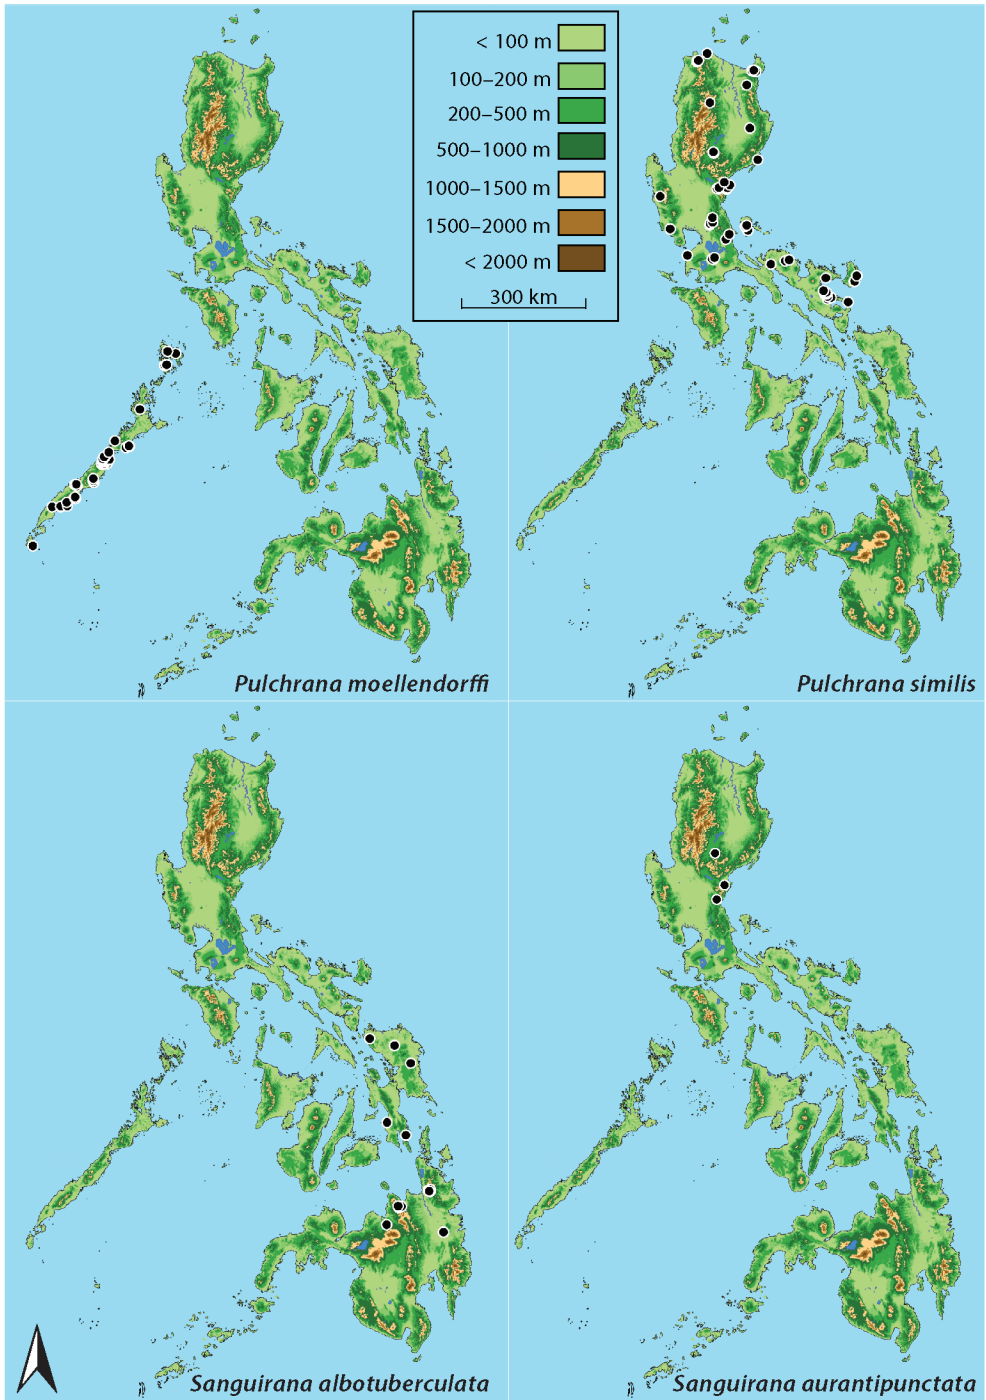 < 100 m
100–200 m
200–500 m
500–1000 m
1000–1500 m
1500–2000 m
< 2000 m
300 km
Pulchrana moellendorffi
Pulchrana similis
Sanguirana albotuberculata
Sanguirana aurantipunctata